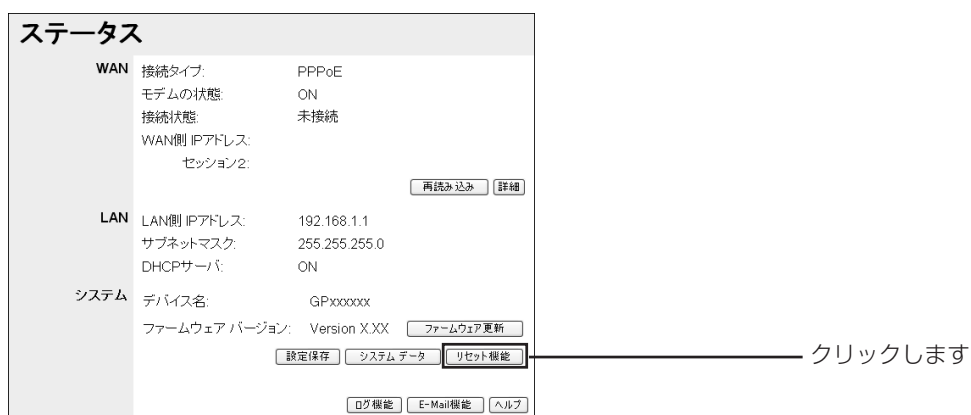 ステータス
WAN 接続タイプ: PPPoE
モデムの状態: ON
接続状態: 未接続
WAN側 IPアドレス:
セッション2:
再読み込み 詳細
LAN LAN側 IPアドレス: 192.168.1.1
サブネットマスク: 255.255.255.0
DHCPサーバ: ON
システム デバイス名: GPxxxxxx
ファームウェア バージョン: Version X.XX ファームウェア更新
設定保存 システム データ リセット機能 クリックします
ログ機能 E-Mail機能 ヘルプ